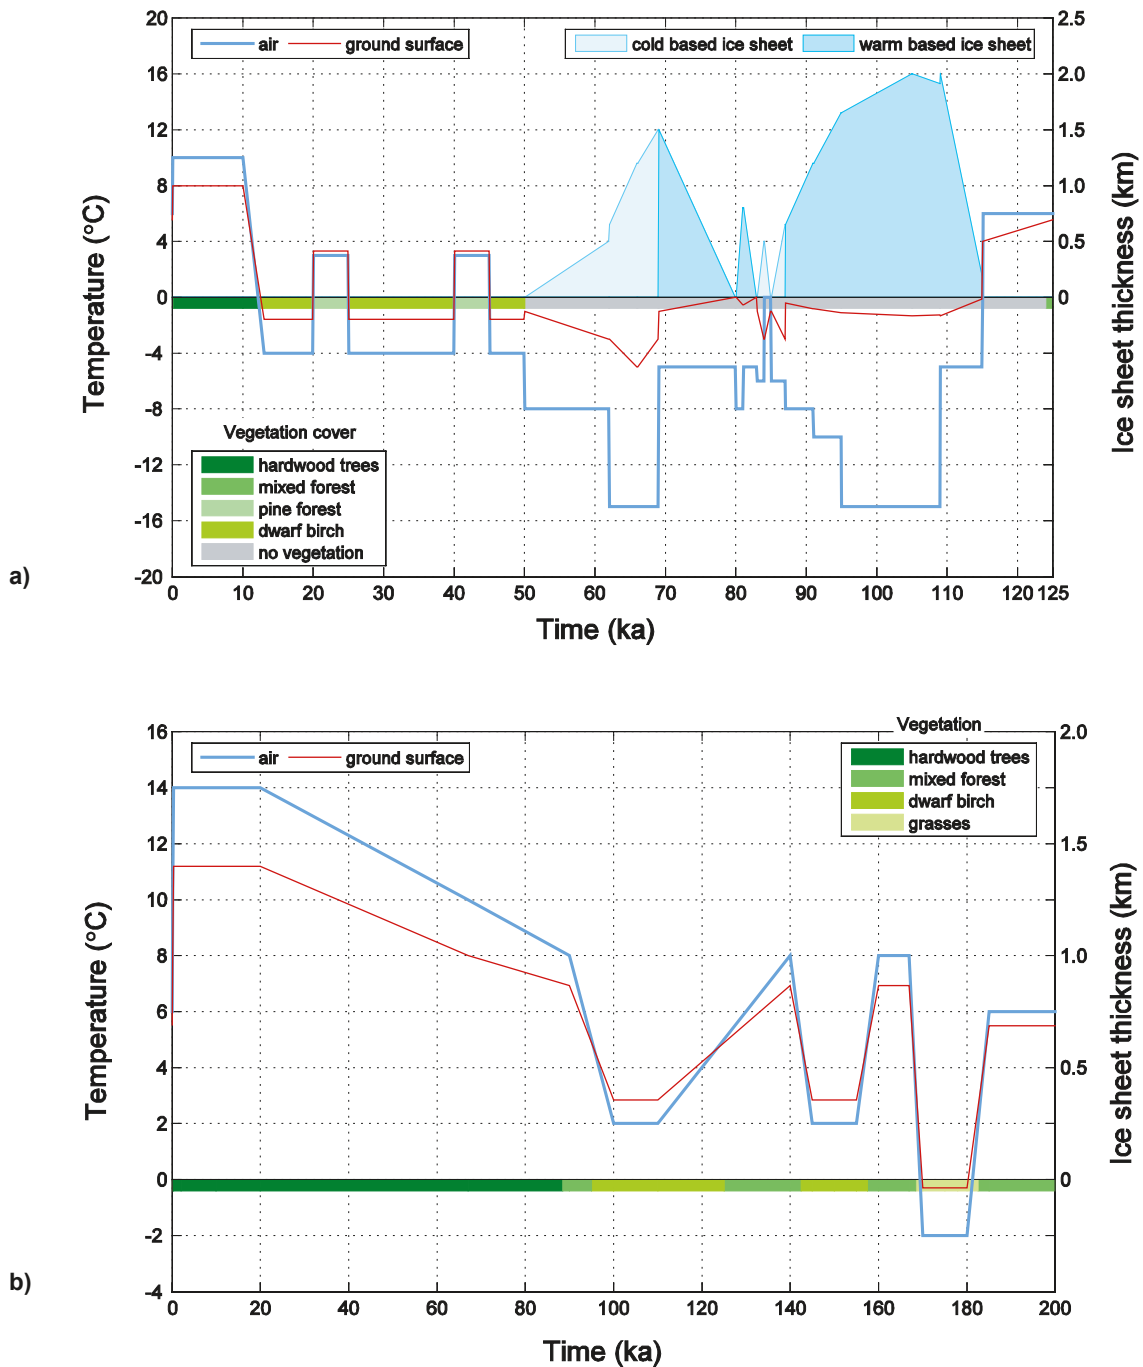 20
16
12
8
4
0
-4
-8
-12
-16
-20
Temperature (°C)
air
ground surface
cold based ice sheet
warm based ice sheet
2.5
2.0
1.5
1.0
0.5
0
Ice sheet thickness (km)
Vegetation cover
hardwood trees
mixed forest
pine forest
dwarf birch
no vegetation
a)
0 10 20 30 40 50 60 70 80 90 100 110 120 125
Time (ka)
16
14
12
10
8
6
4
2
0
-2
-4
Temperature (°C)
air
ground surface
Vegetation
hardwood trees
mixed forest
dwarf birch
grasses
2.0
1.5
1.0
0.5
0
Ice sheet thickness (km)
b)
0 20 40 60 80 100 120 140 160 180 200
Time (ka)